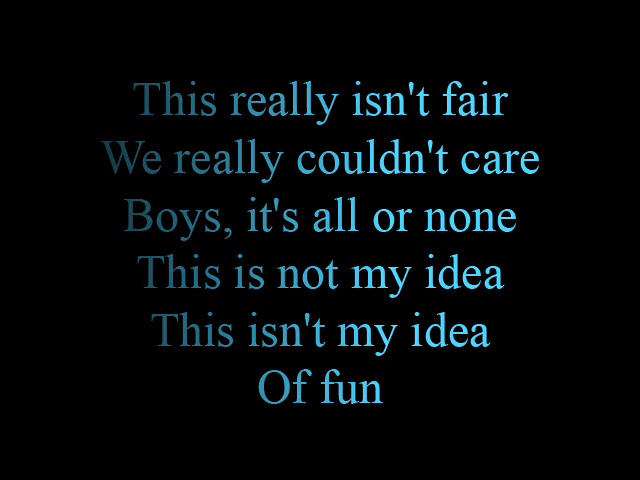 This really isn't fair
We really couldn't care
Boys, it's all or none
This is not my idea
This isn't my idea
Of fun